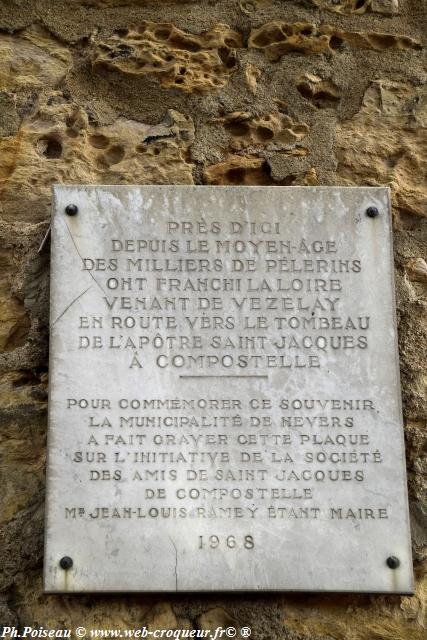 PRÈS D'ICI
DEPUIS LE MOYEN-ÂGE
DES MILLIERS DE PÉLERINS
ONT FRANCHI LA LOIRE
VENANT DE VEZELAY
EN ROUTE VERS LE TOMBEAU
DE L'APÔTRE SAINT-JACQUES
À COMPOSTELLE
POUR COMMÉMORER CE SOUVENIR
LA MUNICIPALITÉ DE NEVERS
A FAIT GRAVER CETTE PLAQUE
SUR L'INITIATIVE DE LA SOCIÉTÉ
DES AMIS DE SAINT JACQUES
DE COMPOSTELLE
MR JEAN-LOUIS RAMEY ÉTANT MAIRE
1968
Ph.Poiseau ©www-web-croqueur.fr©®